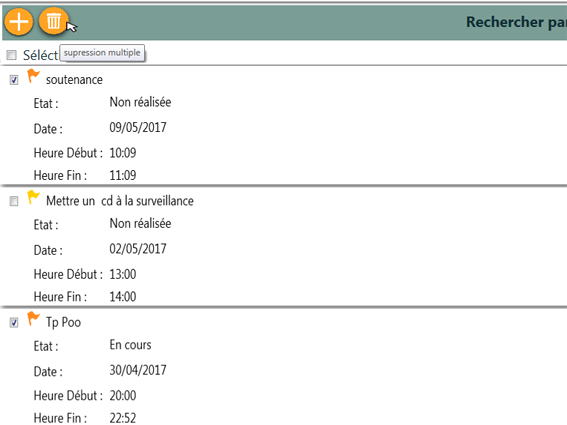 Rechercher pa
supression multiple
Séléct
soutenance
Etat : Non réalisée
Date : 09/05/2017
Heure Début : 10:09
Heure Fin : 11:09
Mettre un cd à la surveillance
Etat : Non réalisée
Date : 02/05/2017
Heure Début : 13:00
Heure Fin : 14:00
Tp Poo
Etat : En cours
Date : 30/04/2017
Heure Début : 20:00
Heure Fin : 22:52